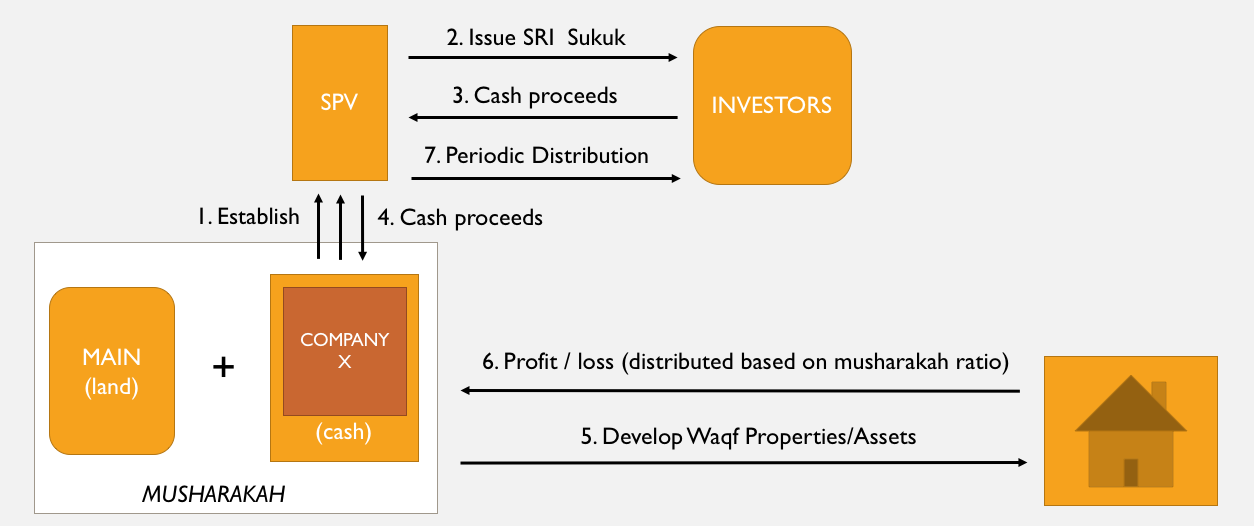 2. Issue SRI  Sukuk
SPV
3. Cash proceeds
INVESTORS
7. Periodic Distribution
1. Establish
4. Cash proceeds
MAIN
(land)
+
COMPANY
X
(cash)
MUSHARAKAH
6. Profit / loss (distributed based on musharakah ratio)
5. Develop Waqf Properties/Assets